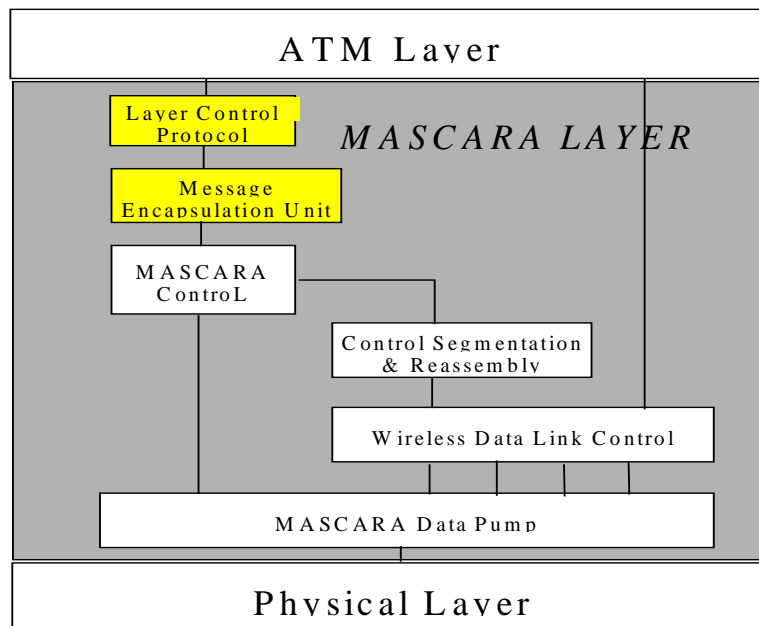 ATM Layer
Layer Control
Protocol
MASCARA LAYER
Message
Encapsulation Unit
MASCARA
ControL
Control Segmentation
& Reassembly
Wireless Data Link Control
MASCARA Data Pump
Physical Layer